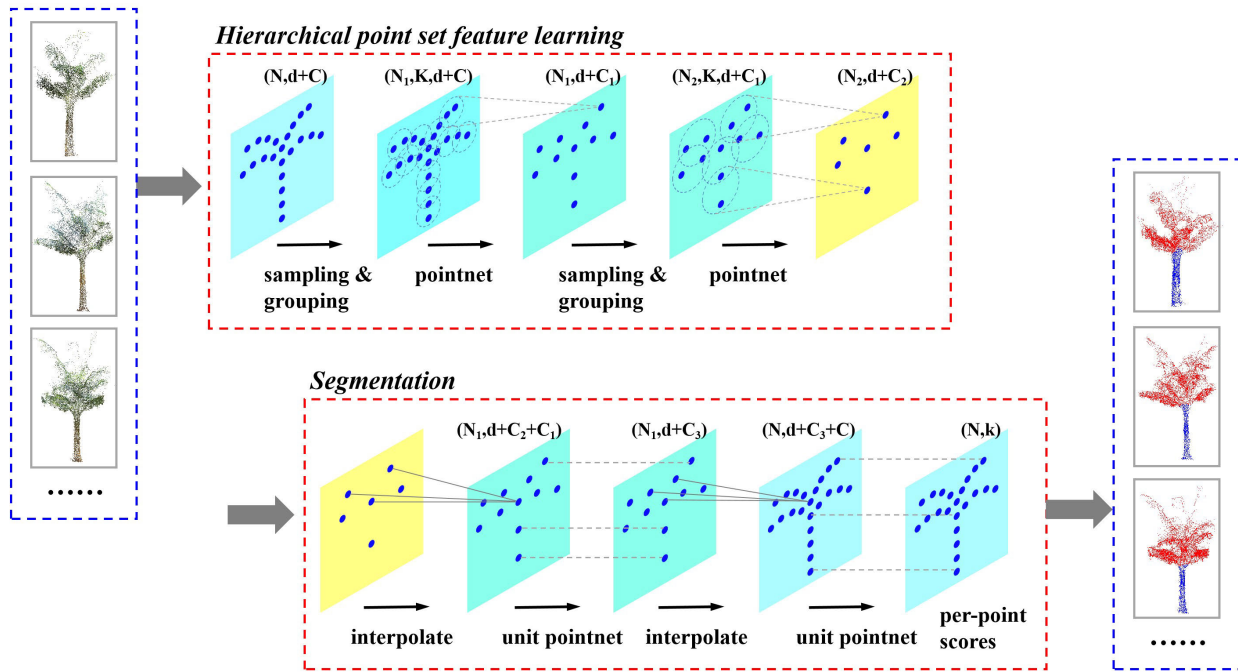 Hierarchical point set feature learning
(N,d+C) (N₁,K,d+C) (N₁,d+C₁) (N₂,K,d+C₁) (N₂,d+C₂)
sampling & grouping
pointnet
sampling & grouping
pointnet
......
Segmentation
(N₁,d+C₂+C₁) (N₁,d+C₃) (N,d+C₃+C) (N,k)
interpolate
unit pointnet
interpolate
unit pointnet
per-point
scores
......